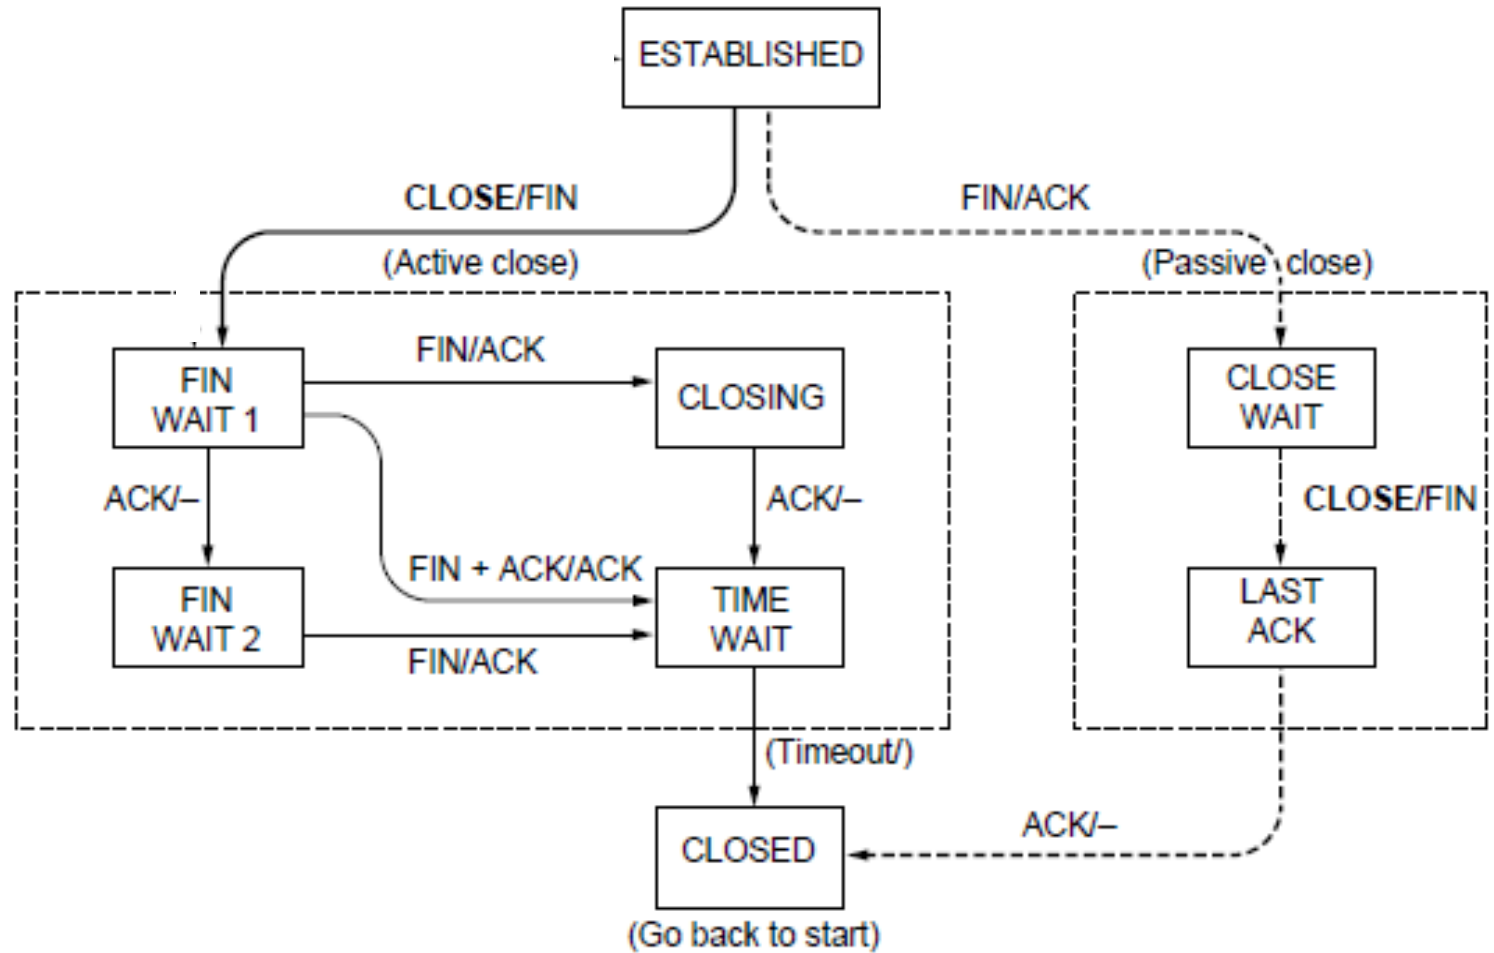 ESTABLISHED
CLOSE/FIN
FIN/ACK
(Active close)
(Passive close)
FIN
WAIT 1
FIN/ACK
CLOSING
CLOSE
WAIT
ACK/–
ACK/–
CLOSE/FIN
FIN + ACK/ACK
FIN
WAIT 2
FIN/ACK
TIME
WAIT
LAST
ACK
(Timeout/)
CLOSED
ACK/–
(Go back to start)